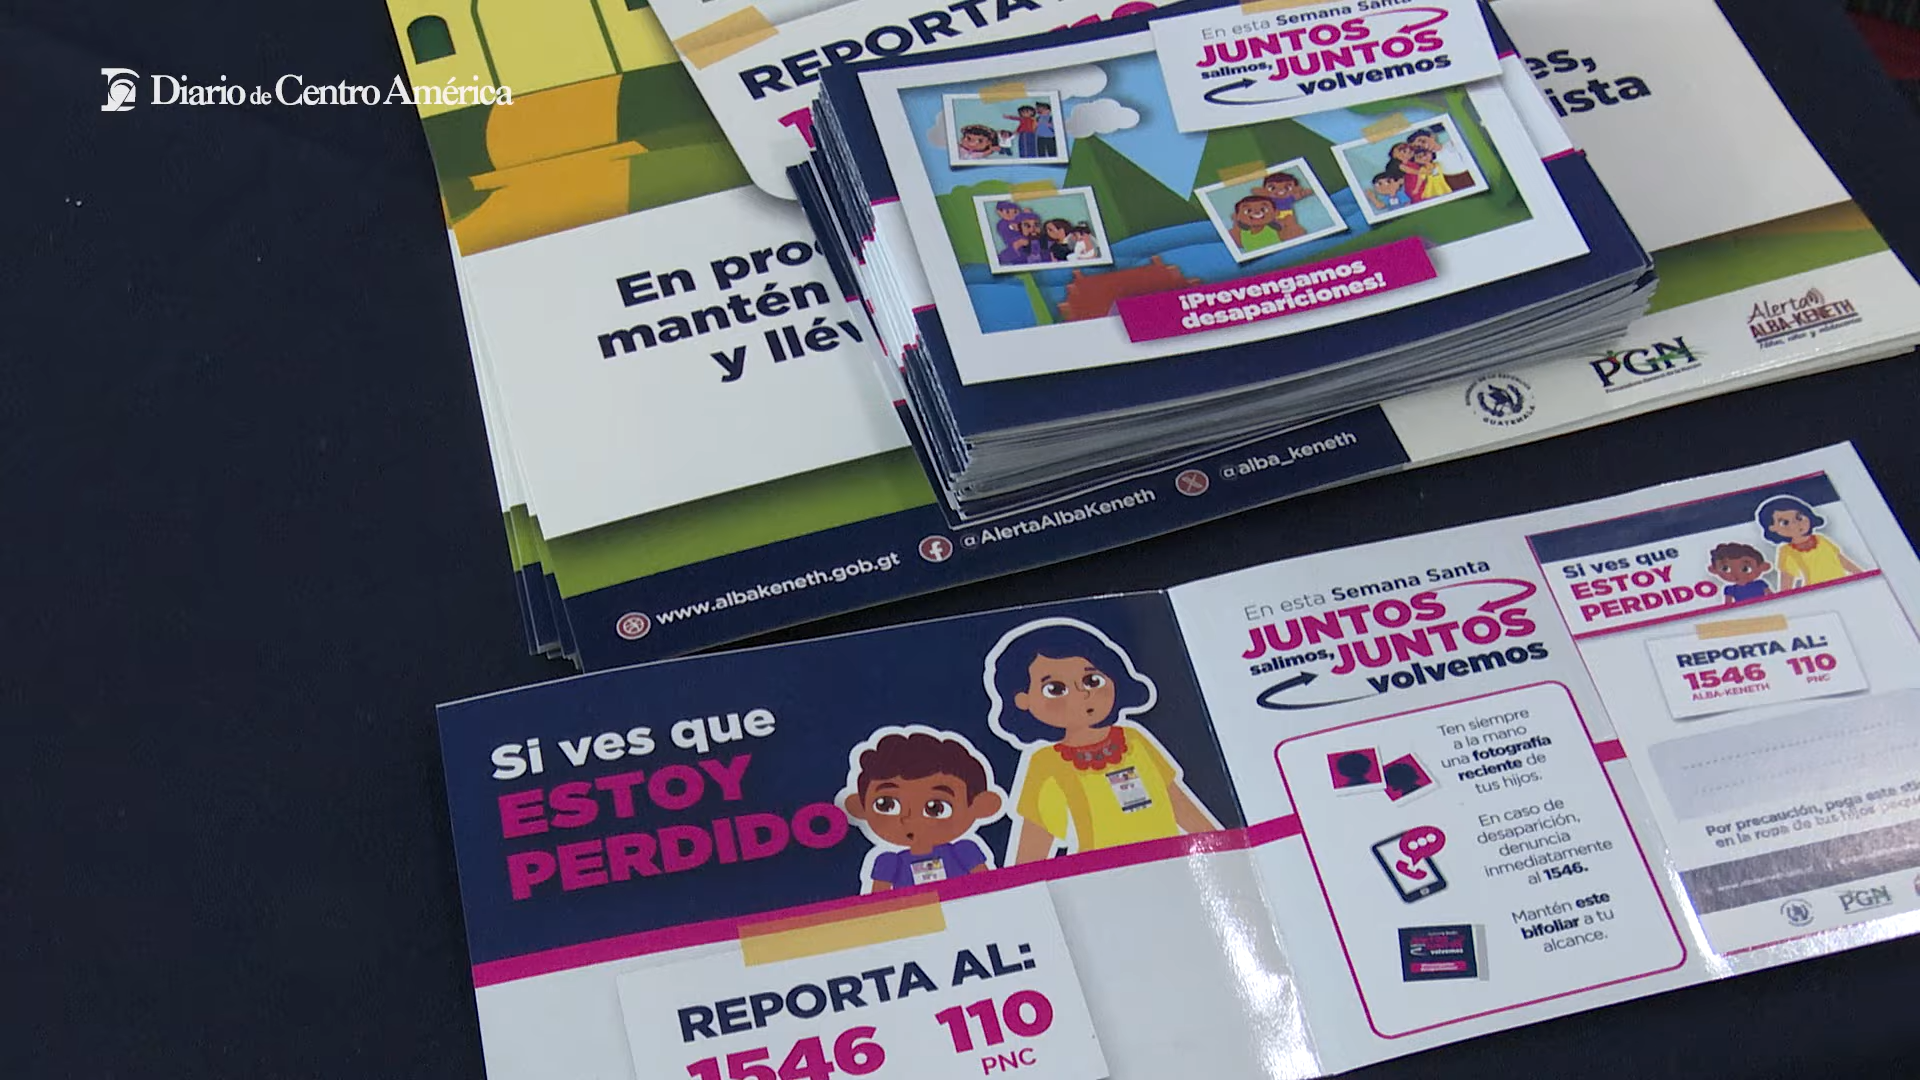 Diario de Centro América
REPORTA
En esta Semana Santa
JUNTOS
salimos, JUNTOS
volvemos
¡Prevengamos
desapariciones!
es,
ista
En pro
mantén
y llév
Alerta
ALBA-KENETH
PGN
GUATEMALA
www.albakeneth.gob.gt
@AlertaAlbaKeneth
@alba_keneth
Si ves que
ESTOY
PERDIDO
REPORTA AL:
1546 110
PNC
En esta Semana Santa
JUNTOS
salimos, JUNTOS
volvemos
Ten siempre
a la mano
una fotografía
reciente de
tus hijos.
En caso de
desaparición,
denuncia
inmediatamente
al 1546.
Mantén este
bifoliar a tu
alcance.
Si ves que
ESTOY
PERDIDO
REPORTA AL:
1546 110
ALBA-KENETH PNC
Por precaución, pega este
en la ropa de tus hijos
PGN